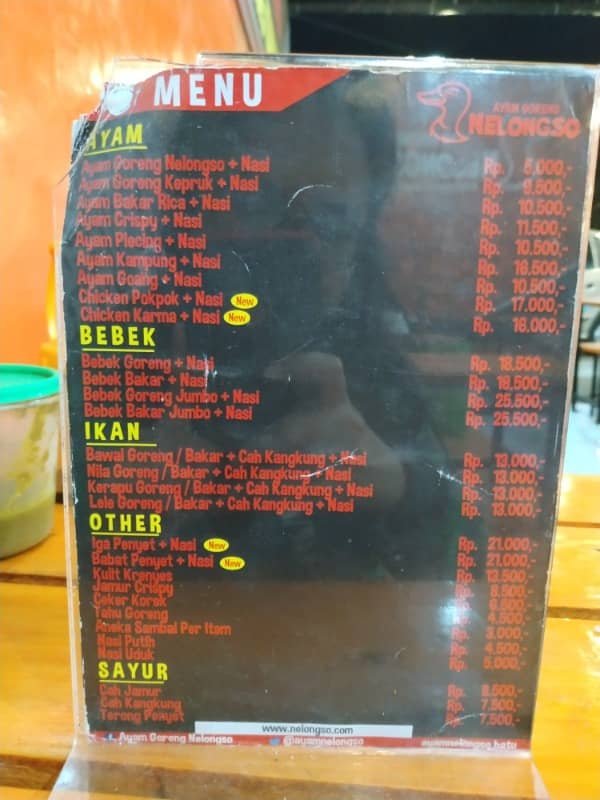 MENU
AYAM GORENG
NELONGSO
AYAM
Ayam Goreng Nelongso + Nasi Rp. 8.000,-
Ayam Goreng Kepruk + Nasi Rp. 9.500,-
Ayam Bakar Rica + Nasi Rp. 10.500,-
Ayam Crispy + Nasi Rp. 11.500,-
Ayam Plecing + Nasi Rp. 10.500,-
Ayam Kampung + Nasi Rp. 16.500,-
Ayam Goang + Nasi Rp. 10.500,-
Chicken Pokpok + Nasi New Rp. 17.000,-
Chicken Karma + Nasi New Rp. 18.000,-
BEBEK
Bebek Goreng + Nasi Rp. 18.500,-
Bebek Bakar + Nasi Rp. 18.500,-
Bebek Goreng Jumbo + Nasi Rp. 25.500,-
Bebek Bakar Jumbo + Nasi Rp. 25.500,-
IKAN
Bawal Goreng / Bakar + Cah Kangkung + Nasi Rp. 13.000,-
Nila Goreng / Bakar + Cah Kangkung + Nasi Rp. 13.000,-
Kerapu Goreng / Bakar + Cah Kangkung + Nasi Rp. 13.000,-
Lele Goreng / Bakar + Cah Kangkung + Nasi Rp. 13.000,-
OTHER
Iga Penyet + Nasi New Rp. 21.000,-
Babat Penyet + Nasi New Rp. 21.000,-
Kulit Krenyes Rp. 13.500,-
Jamur Crispy Rp. 8.500,-
Ceker Korek Rp. 6.500,-
Tahu Goreng Rp. 4.500,-
Aneka Sambal Per Item Rp. 3.000,-
Nasi Putih Rp. 4.500,-
Nasi Uduk Rp. 5.000,-
SAYUR
Cah Jamur Rp. 8.500,-
Cah Kangkung Rp. 7.500,-
Terong Penyet Rp. 7.500,-
www.nelongso.com
Ayam Goreng Nelongso @ayamnelongso ayamnelongso.batu